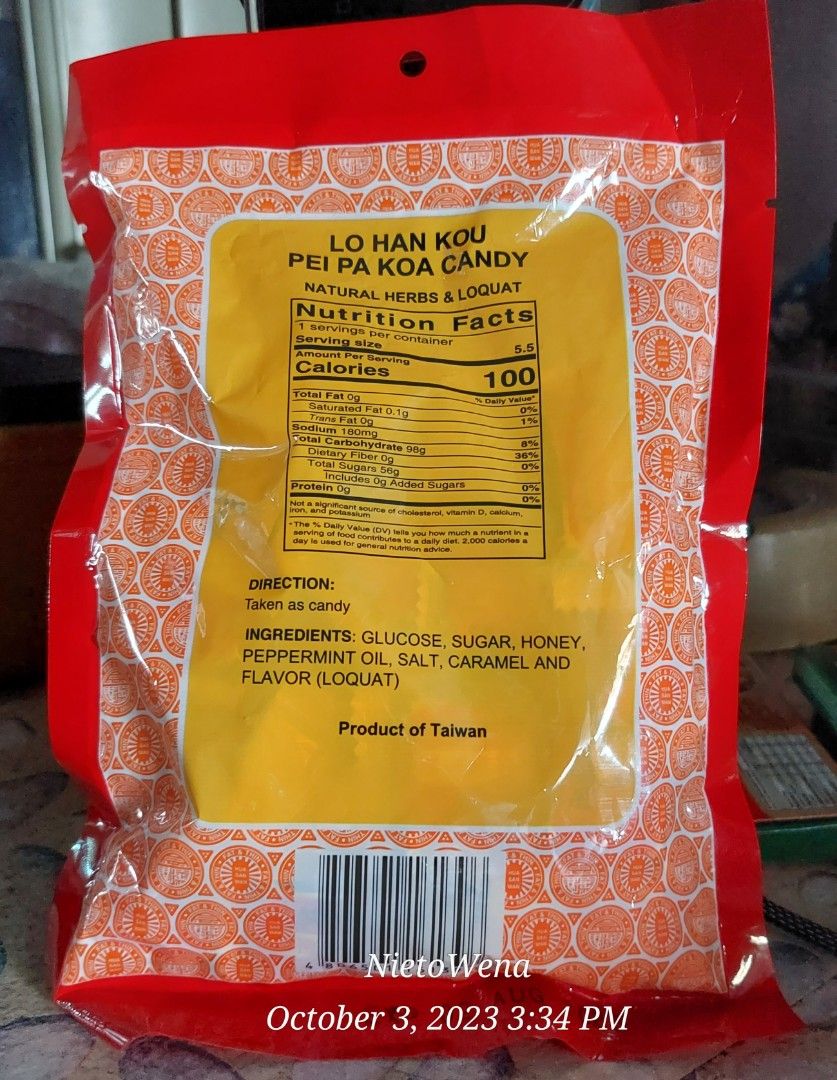 LO HAN KOU
PEI PA KOA CANDY
NATURAL HERBS & LOQUAT
Nutrition Facts
1 servings per container
Serving size 5.5
Amount Per Serving
Calories 100
% Daily Value*
Total Fat 0g 0%
Saturated Fat 0.1g 1%
Trans Fat 0g
Sodium 180mg 8%
Total Carbohydrate 98g 36%
Dietary Fiber 0g 0%
Total Sugars 56g
Includes 0g Added Sugars 0%
Protein 0g 0%
Not a significant source of cholesterol, vitamin D, calcium,
iron, and potassium
*The % Daily Value (DV) tells you how much a nutrient in a
serving of food contributes to a daily diet. 2,000 calories a
day is used for general nutrition advice.
DIRECTION:
Taken as candy
INGREDIENTS: GLUCOSE, SUGAR, HONEY,
PEPPERMINT OIL, SALT, CARAMEL AND
FLAVOR (LOQUAT)
Product of Taiwan
NietoWena
October 3, 2023 3:34 PM